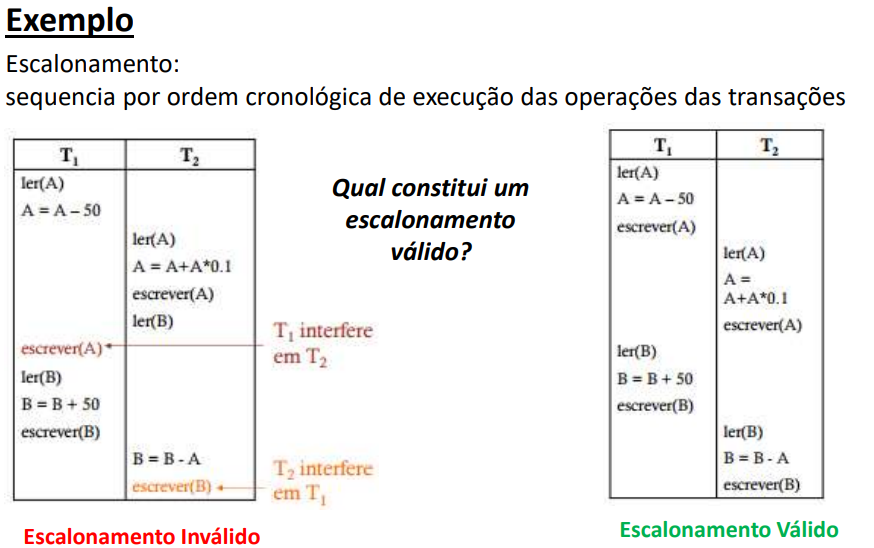 Exemplo
Escalonamento:
sequencia por ordem cronológica de execução das operações das transações
T₁ T₂
ler(A)
A = A – 50
ler(A)
A = A+A*0.1
escrever(A)
ler(B)
escrever(A)
ler(B)
B = B + 50
escrever(B)
B = B - A
escrever(B)
T₁ interfere
em T₂
T₂ interfere
em T₁
Escalonamento Inválido
Qual constitui um
escalonamento
válido?
T₁ T₂
ler(A)
A = A – 50
escrever(A)
ler(A)
A =
A+A*0.1
escrever(A)
ler(B)
B = B + 50
escrever(B)
ler(B)
B = B - A
escrever(B)
Escalonamento Válido